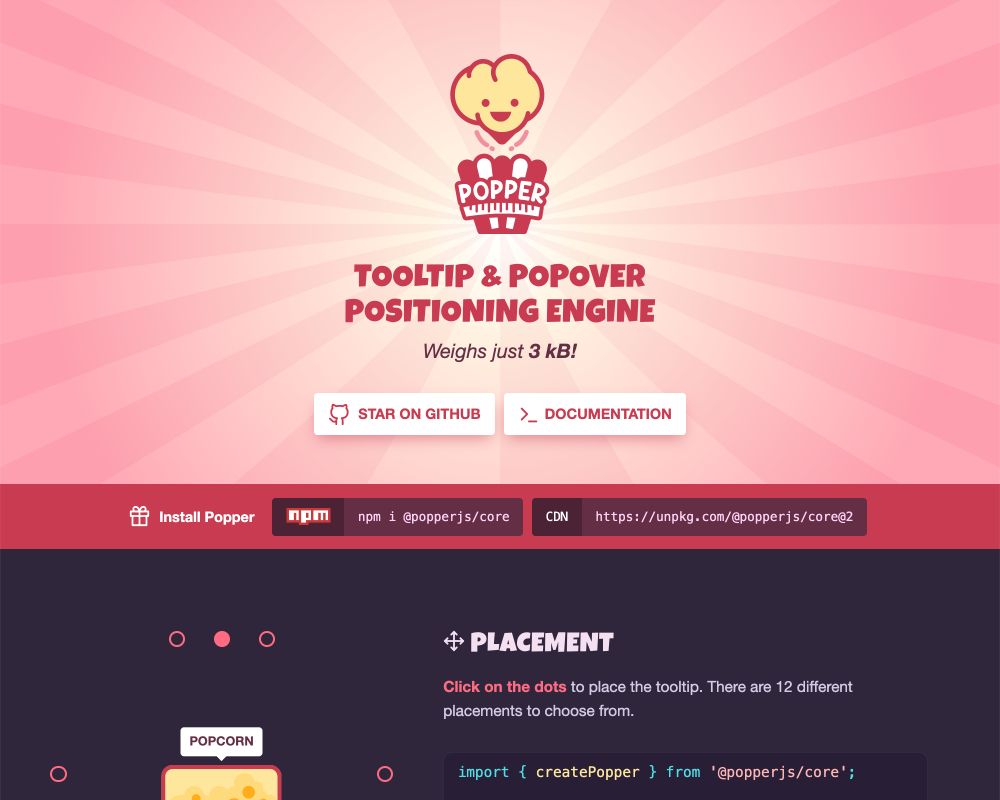 POPPER
TOOLTIP & POPOVER
POSITIONING ENGINE
Weighs just 3 kB!
STAR ON GITHUB
DOCUMENTATION
Install Popper
npm
npm i @popperjs/core
CDN
https://unpkg.com/@popperjs/core@2
PLACEMENT
Click on the dots to place the tooltip. There are 12 different
placements to choose from.
POPCORN
import { createPopper } from '@popperjs/core';